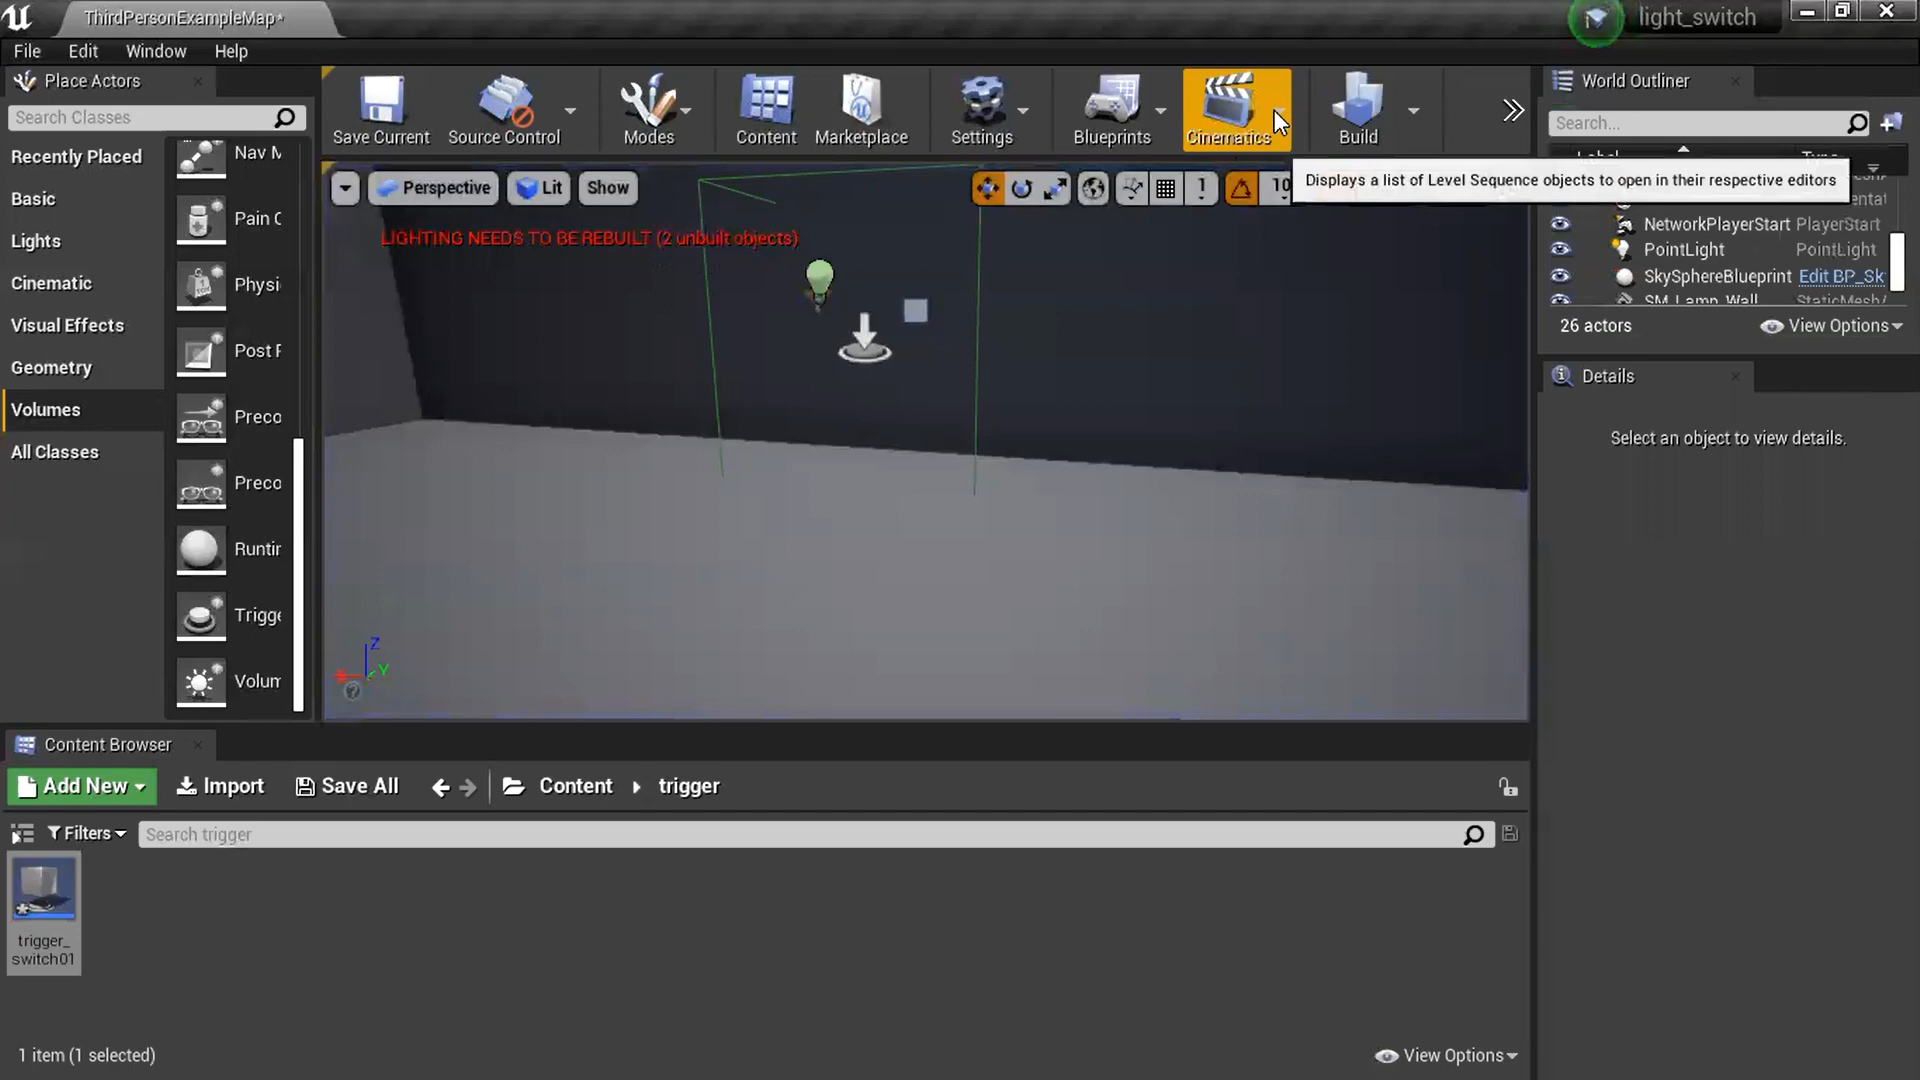 ThirdPersonExampleMap*
light_switch
File Edit Window Help
Place Actors
Search Classes
Recently Placed
Basic
Lights
Cinematic
Visual Effects
Geometry
Volumes
All Classes
Nav M
Pain C
Physi
Post F
Preco
Preco
Runtin
Trigge
Volum
Save Current
Source Control
Modes
Content
Marketplace
Settings
Blueprints
Cinematics
Build
Displays a list of Level Sequence objects to open in their respective editors
Perspective
Lit
Show
1
10
LIGHTING NEEDS TO BE REBUILT (2 unbuilt objects)
Z
Y
World Outliner
Search...
NetworkPlayerStart PlayerStart
PointLight PointLight
SkySphereBlueprint Edit BP_Sk
SM_Lamp_Wall StaticMesh
26 actors
View Options
Details
Select an object to view details.
Content Browser
Add New
Import
Save All
Content
trigger
Filters
Search trigger
trigger_
switch01
1 item (1 selected)
View Options